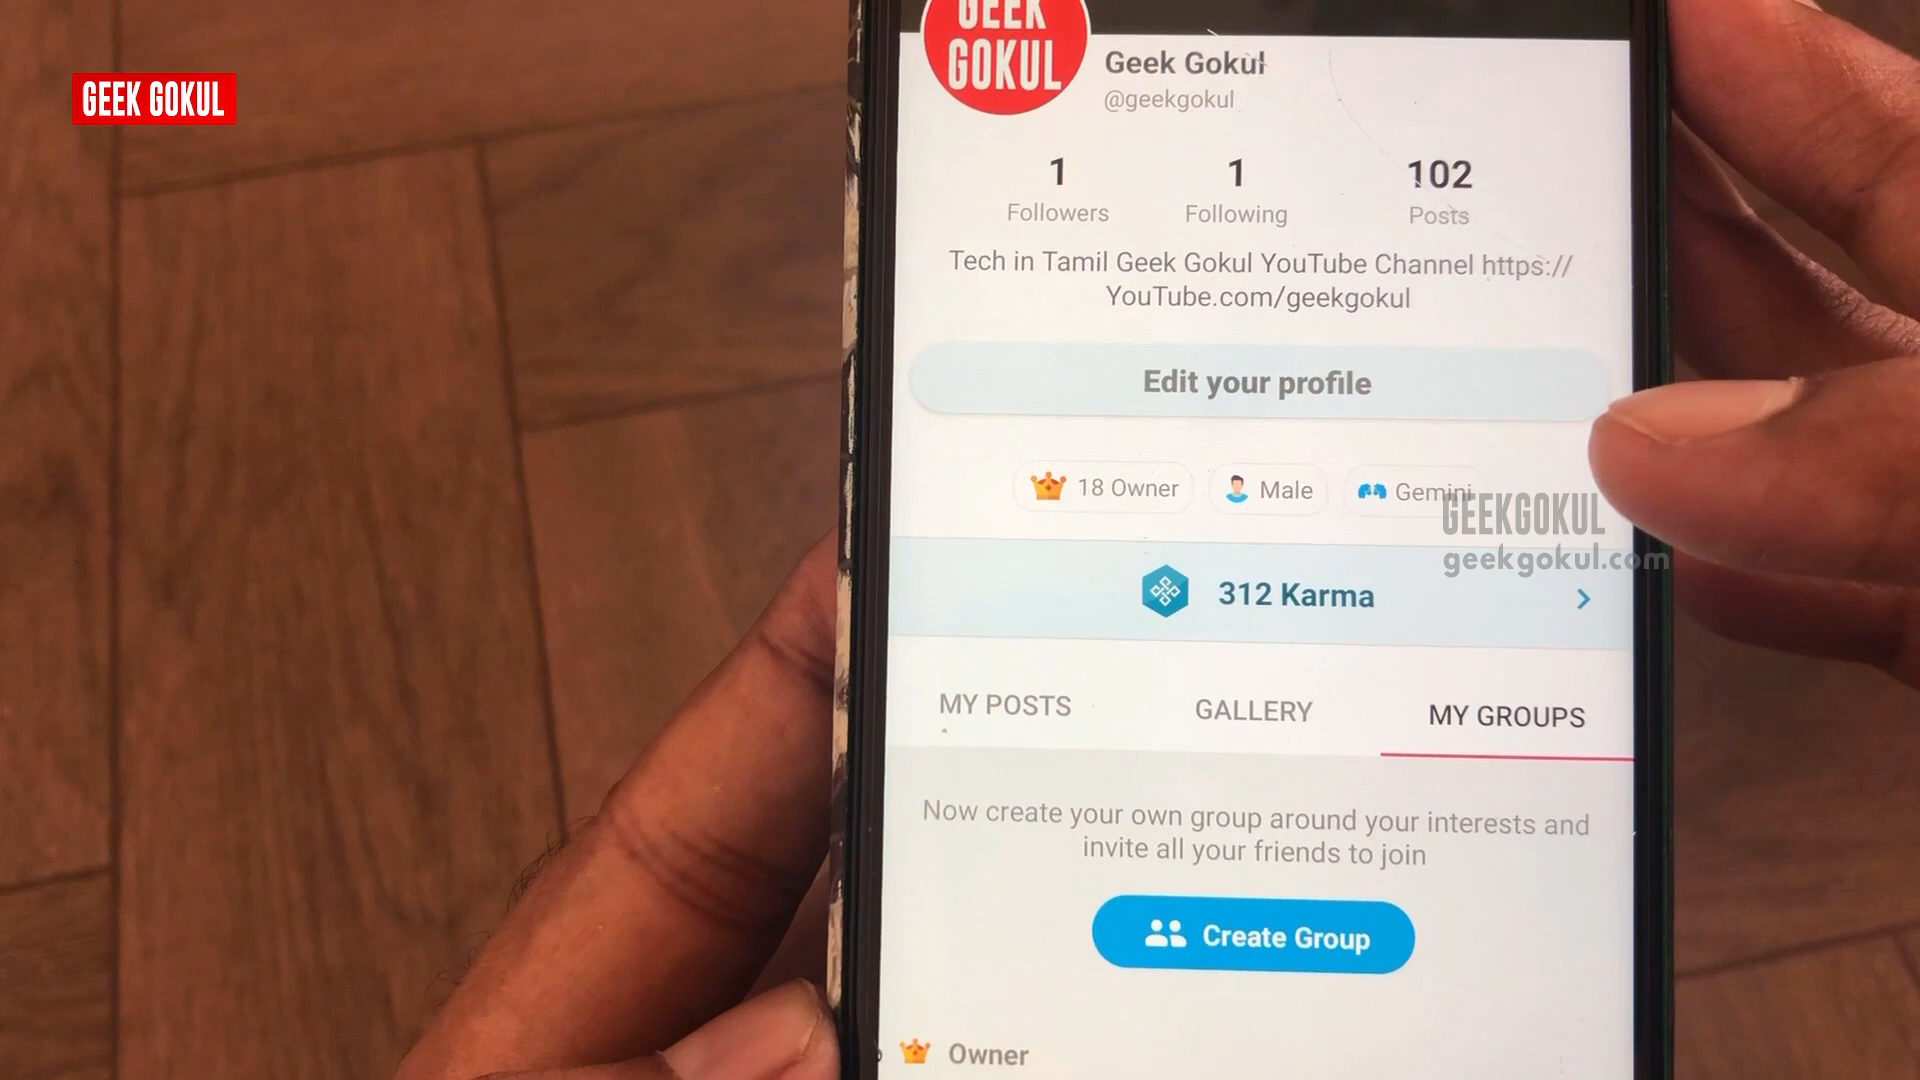 GEEK GOKUL
GEEK
GOKUL
Geek Gokul
@geekgokul
1
Followers
1
Following
102
Posts
Tech in Tamil Geek Gokul YouTube Channel https://
YouTube.com/geekgokul
Edit your profile
18 Owner
Male
Gemini
GEEKGOKUL
geekgokul.com
312 Karma
MY POSTS
GALLERY
MY GROUPS
Now create your own group around your interests and
invite all your friends to join
Create Group
Owner